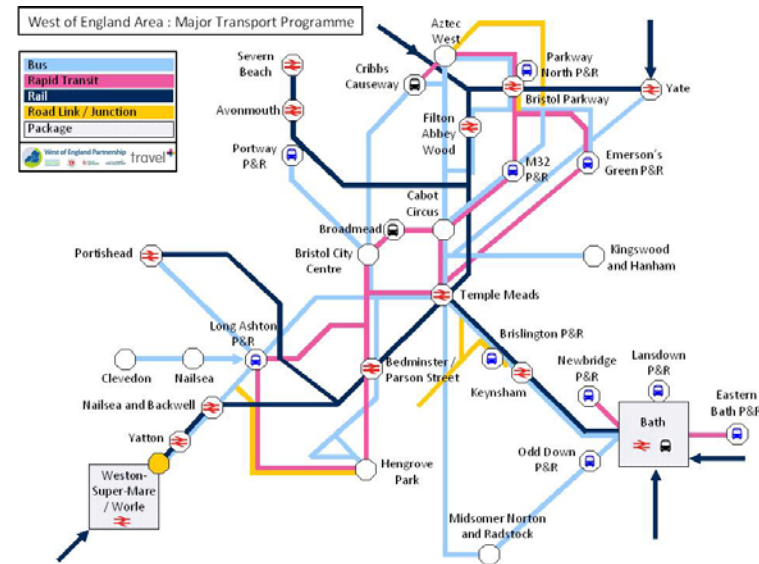 West of England Area : Major Transport Programme
Bus
Rapid Transit
Rail
Road Link / Junction
Package
West of England Partnership
travel+
Aztec
West
Severn
Beach
Cribbs
Causeway
Parkway
North P&R
Bristol Parkway
Yate
Avonmouth
Filton
Abbey
Wood
Portway
P&R
M32
P&R
Emerson's
Green P&R
Cabot
Circus
Broadmead
Portishead
Bristol City
Centre
Kingswood
and Hanham
Temple Meads
Long Ashton
P&R
Brislington P&R
Clevedon
Nailsea
Bedminster /
Parson Street
Keynsham
Newbridge
P&R
Lansdown
P&R
Eastern
Bath P&R
Nailsea and Backwell
Bath
Yatton
Hengrove
Park
Odd Down
P&R
Weston-
Super-Mare
/ Worle
Midsomer Norton
and Radstock